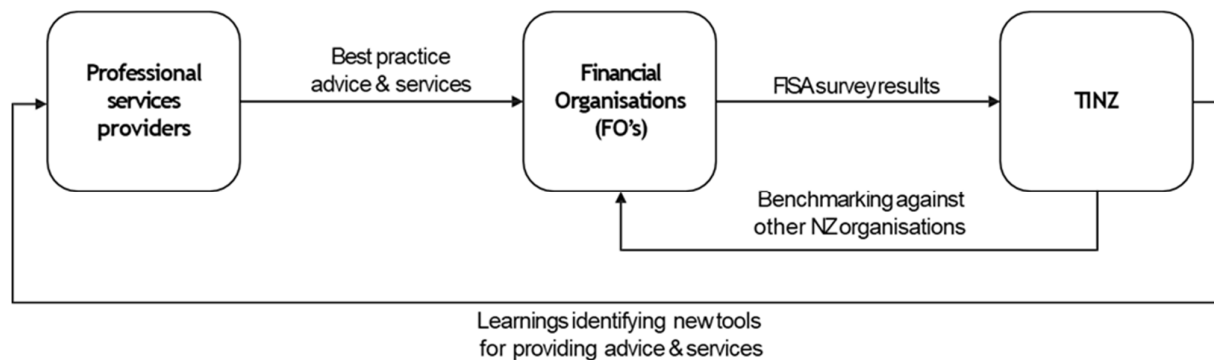 Professional
services
providers
Best practice
advice & services
Financial
Organisations
(FO's)
FISA survey results
TINZ
Benchmarking against
other NZ organisations
Learnings identifying new tools
for providing advice & services